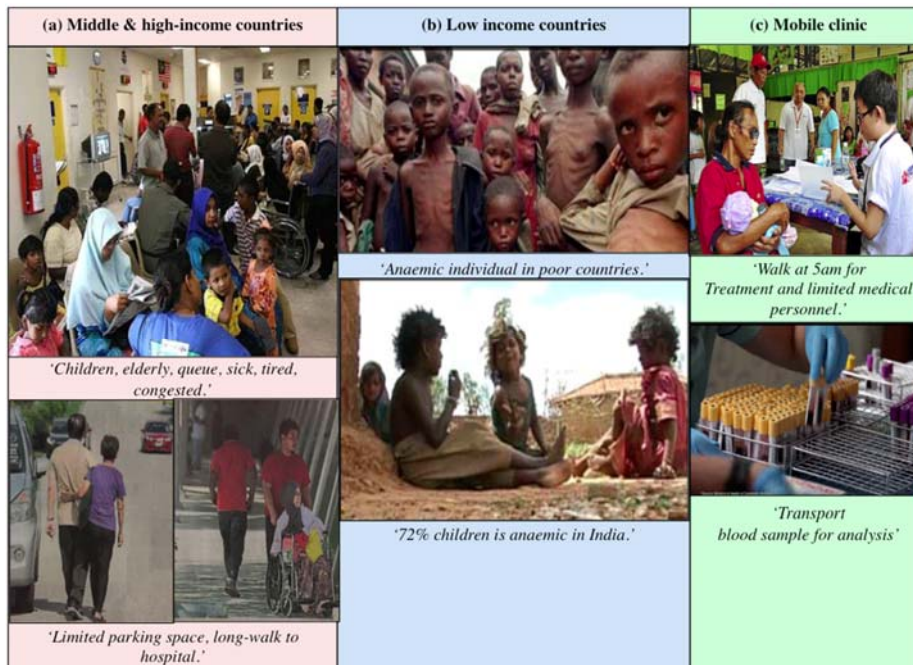 (a) Middle & high-income countries
‘Children, elderly, queue, sick, tired,
congested.’
‘Limited parking space, long-walk to
hospital.’
(b) Low income countries
‘Anaemic individual in poor countries.’
‘72% children is anaemic in India.’
(c) Mobile clinic
‘Walk at 5am for
Treatment and limited medical
personnel.’
‘Transport
blood sample for analysis’